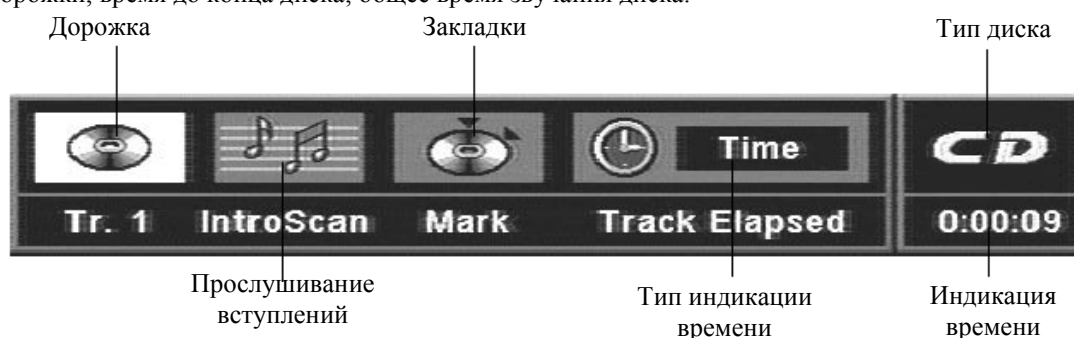 орожки, время до конца диска, общее время звучания диска.
Дорожка Закладки Тип диска
Time CD
Tr. 1 IntroScan Mark Track Elapsed 0:00:09
Прослушивание
вступлений
Тип индикации
времени
Индикация
времени